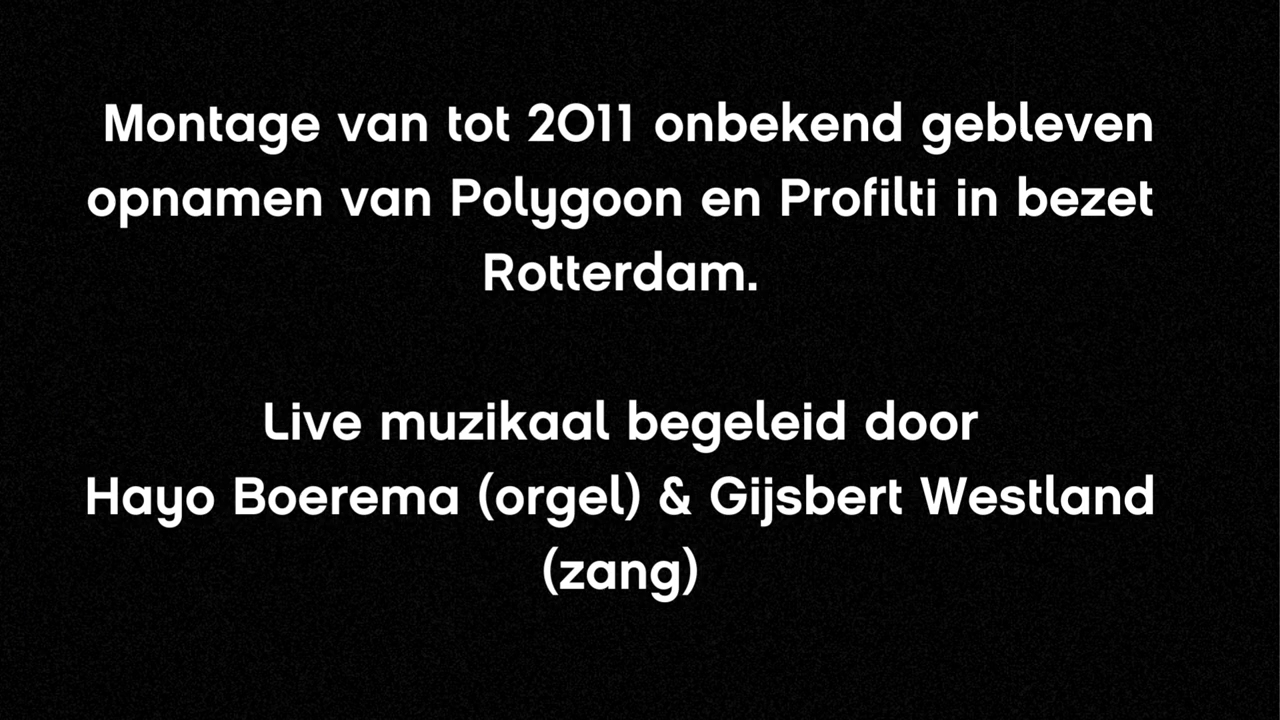 Montage van tot 2011 onbekend gebleven
opnamen van Polygoon en Profilti in bezet
Rotterdam.
Live muzikaal begeleid door
Hayo Boerema (orgel) & Gijsbert Westland
(zang)